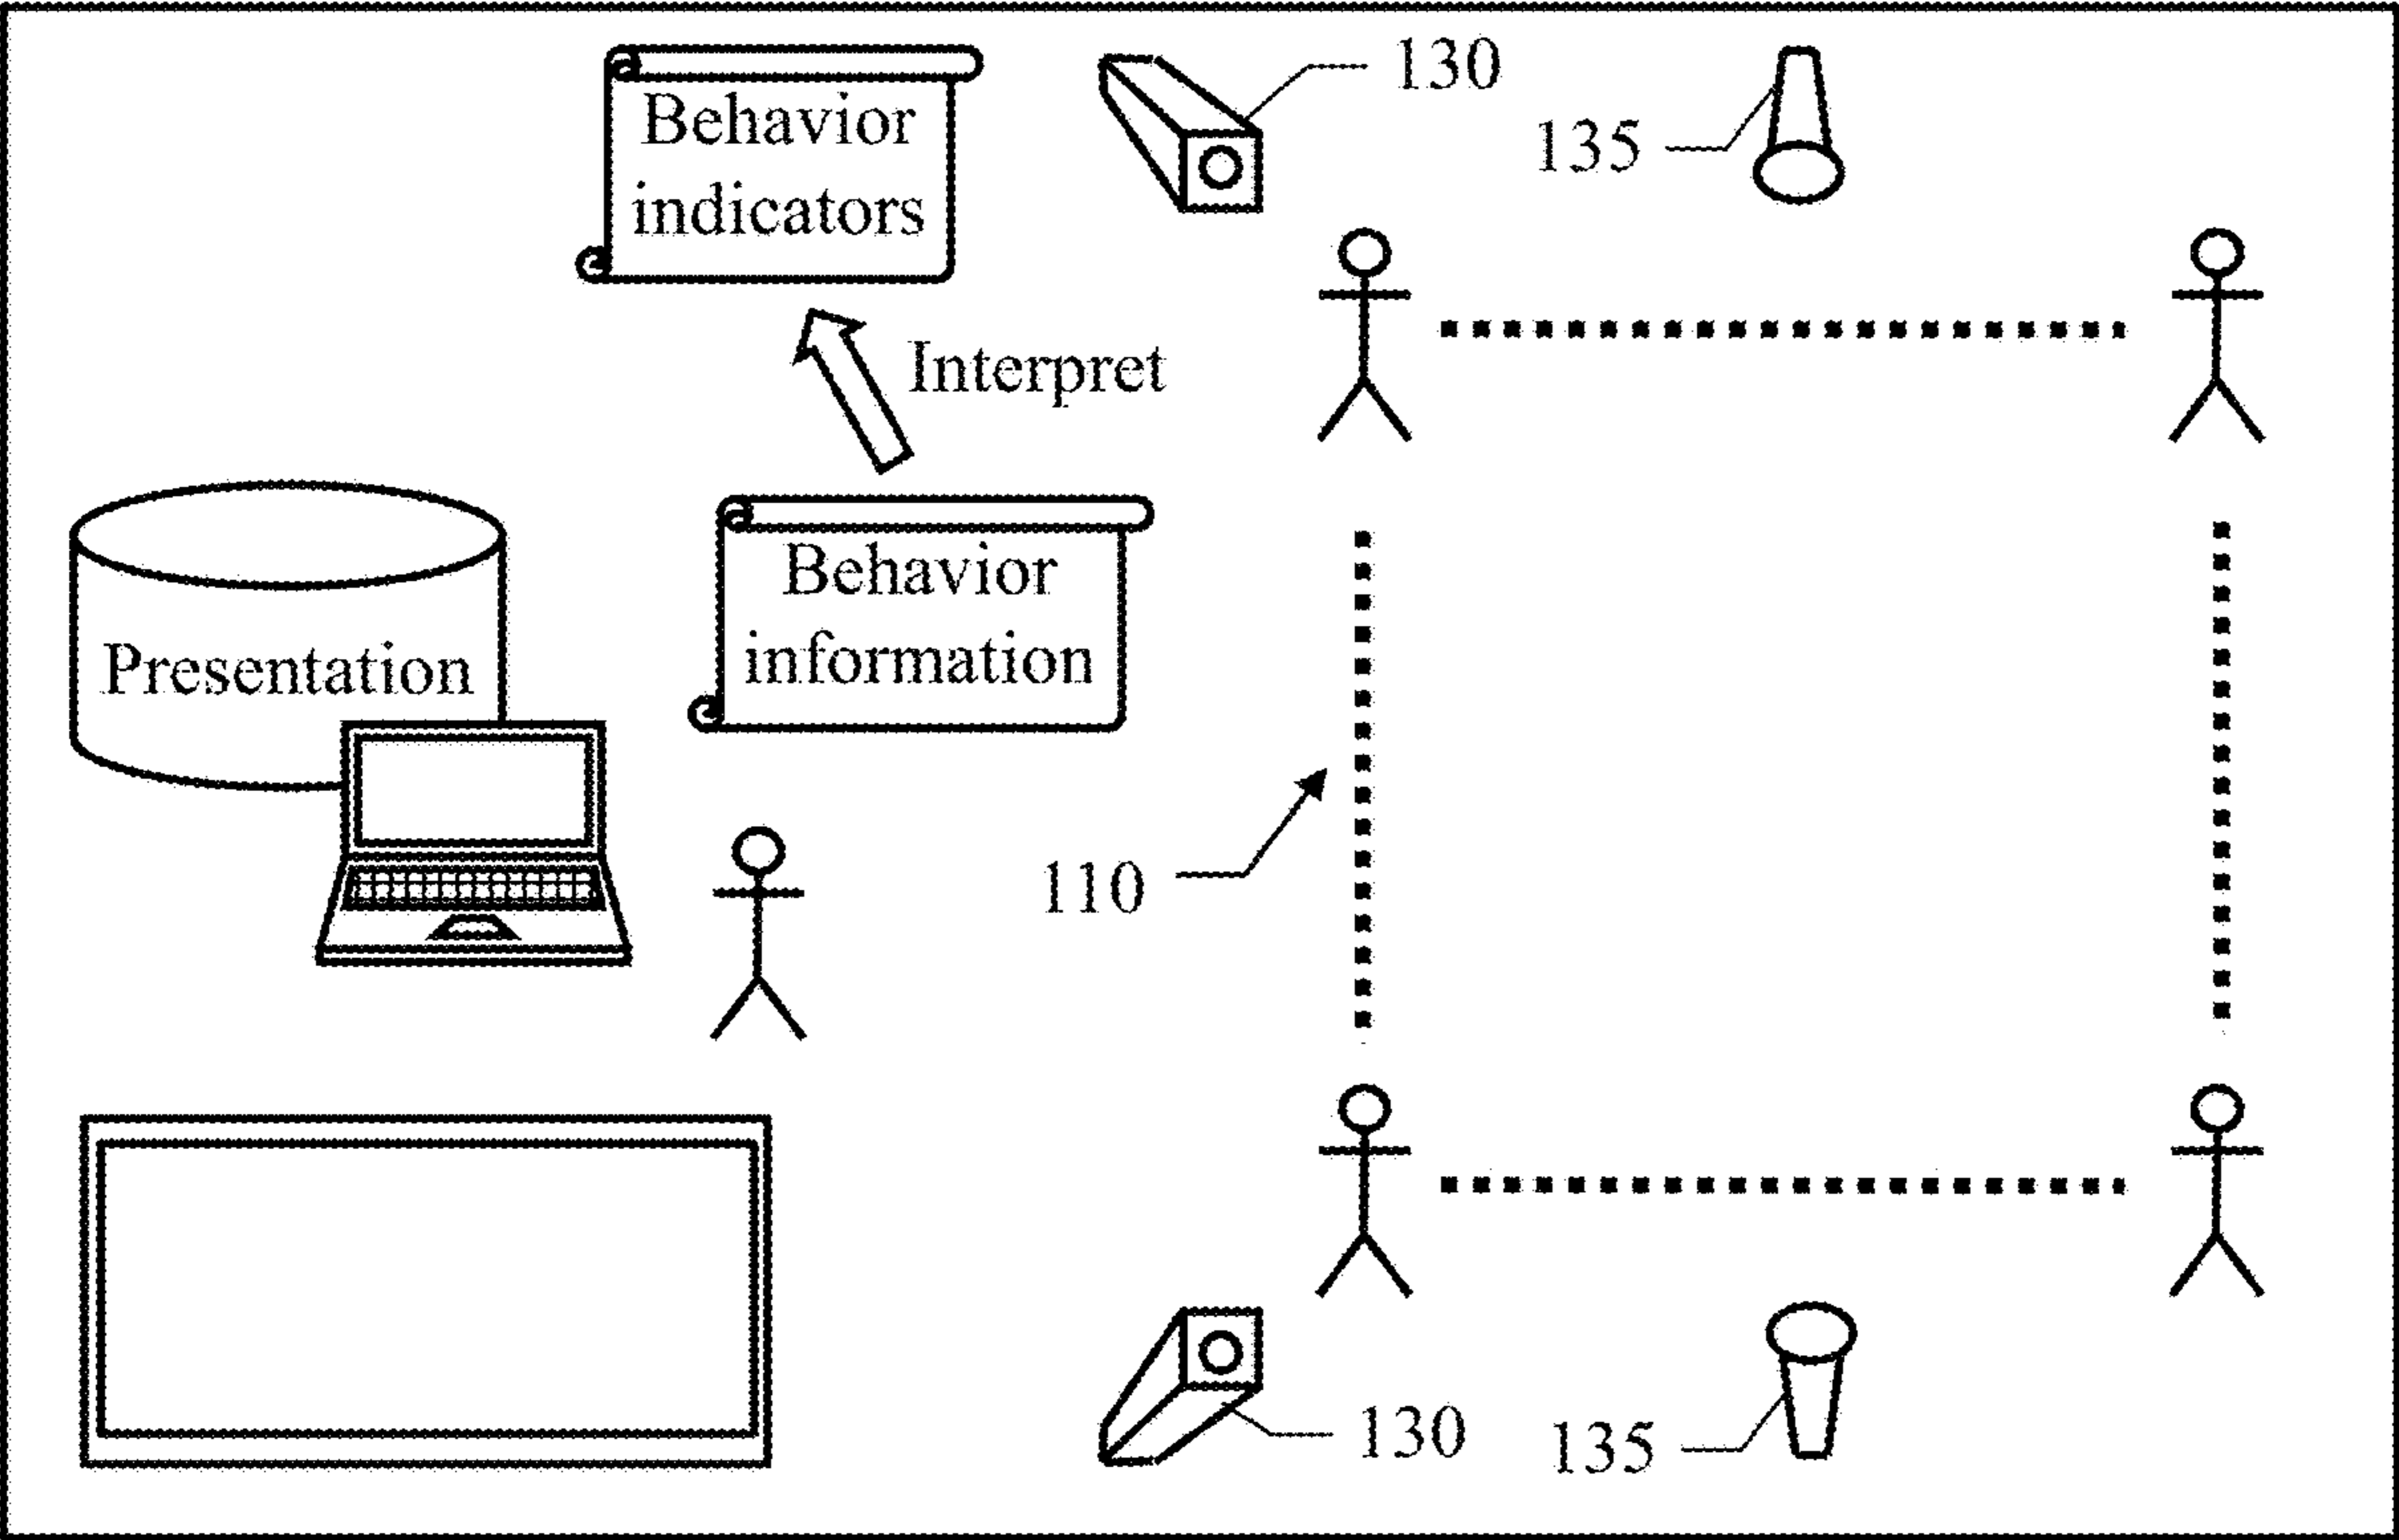 Behavior
indicators
130
135
Interpret
Behavior
information
Presentation
110
130
135